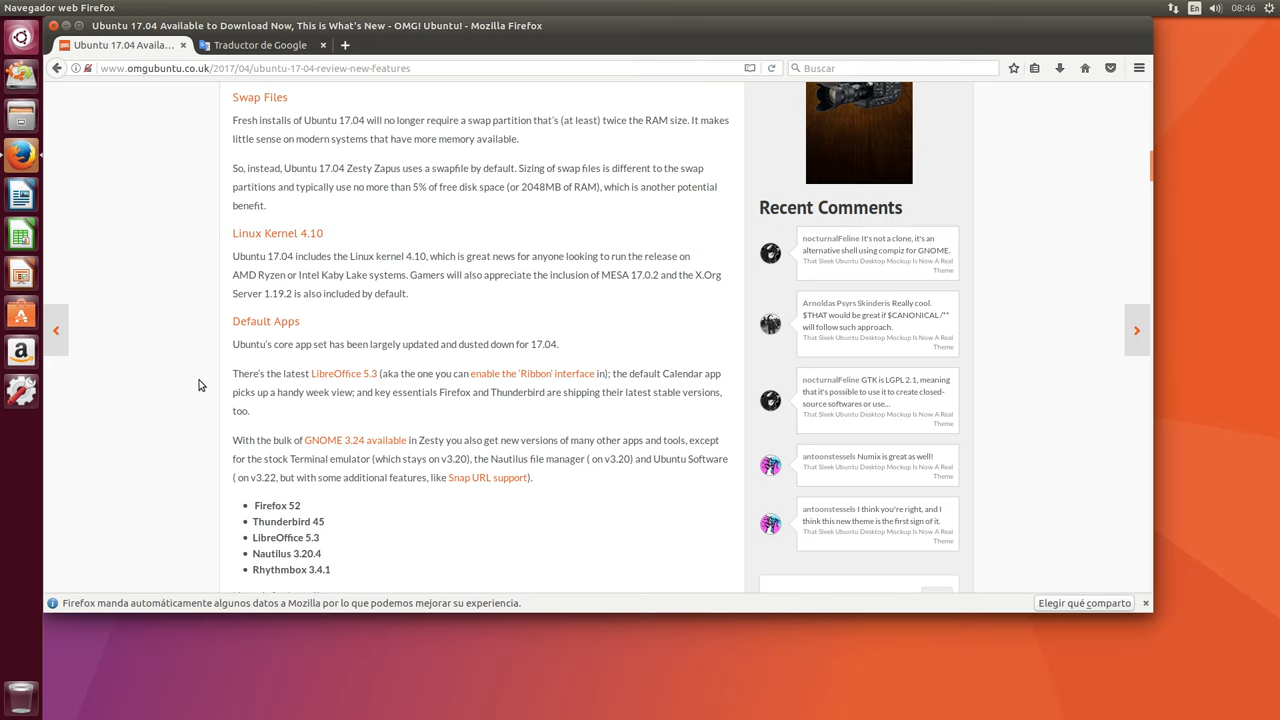 Navegador web Firefox
En
08:46
Ubuntu 17.04 Available to Download Now, This is What's New - OMG! Ubuntu! - Mozilla Firefox
Ubuntu 17.04 Availa...
Traductor de Google
www.omgubuntu.co.uk/2017/04/ubuntu-17-04-review-new-features
Buscar
Swap Files
Fresh installs of Ubuntu 17.04 will no longer require a swap partition that's (at least) twice the RAM size. It makes
little sense on modern systems that have more memory available.
So, instead, Ubuntu 17.04 Zesty Zapus uses a swapfile by default. Sizing of swap files is different to the swap
partitions and typically use no more than 5% of free disk space (or 2048MB of RAM), which is another potential
benefit.
Linux Kernel 4.10
Ubuntu 17.04 includes the Linux kernel 4.10, which is great news for anyone looking to run the release on
AMD Ryzen or Intel Kaby Lake systems. Gamers will also appreciate the inclusion of MESA 17.0.2 and the X.Org
Server 1.19.2 is also included by default.
Default Apps
Ubuntu's core app set has been largely updated and dusted down for 17.04.
There's the latest LibreOffice 5.3 (aka the one you can enable the 'Ribbon' interface in); the default Calendar app
picks up a handy week view; and key essentials Firefox and Thunderbird are shipping their latest stable versions,
too.
With the bulk of GNOME 3.24 available in Zesty you also get new versions of many other apps and tools, except
for the stock Terminal emulator (which stays on v3.20), the Nautilus file manager ( on v3.20) and Ubuntu Software
( on v3.22, but with some additional features, like Snap URL support).
• Firefox 52
• Thunderbird 45
• LibreOffice 5.3
• Nautilus 3.20.4
• Rhythmbox 3.4.1
Recent Comments
nocturnalFeline It's not a clone, it's an
alternative shell using compiz for GNOME.
That Sleek Ubuntu Desktop Mockup Is Now A Real
Theme
Arnoldas Psyrs Skinderis Really cool.
$THAT would be great if $CANONICAL /**
will follow such approach.
That Sleek Ubuntu Desktop Mockup Is Now A Real
Theme
nocturnalFeline GTK is LGPL 2.1, meaning
that it's possible to use it to create closed-
source softwares or use...
That Sleek Ubuntu Desktop Mockup Is Now A Real
Theme
antoonstessels Numix is great as well!
That Sleek Ubuntu Desktop Mockup Is Now A Real
Theme
antoonstessels I think you're right, and I
think this new theme is the first sign of it.
That Sleek Ubuntu Desktop Mockup Is Now A Real
Theme
Firefox manda automáticamente algunos datos a Mozilla por lo que podemos mejorar su experiencia.
Elegir qué comparto